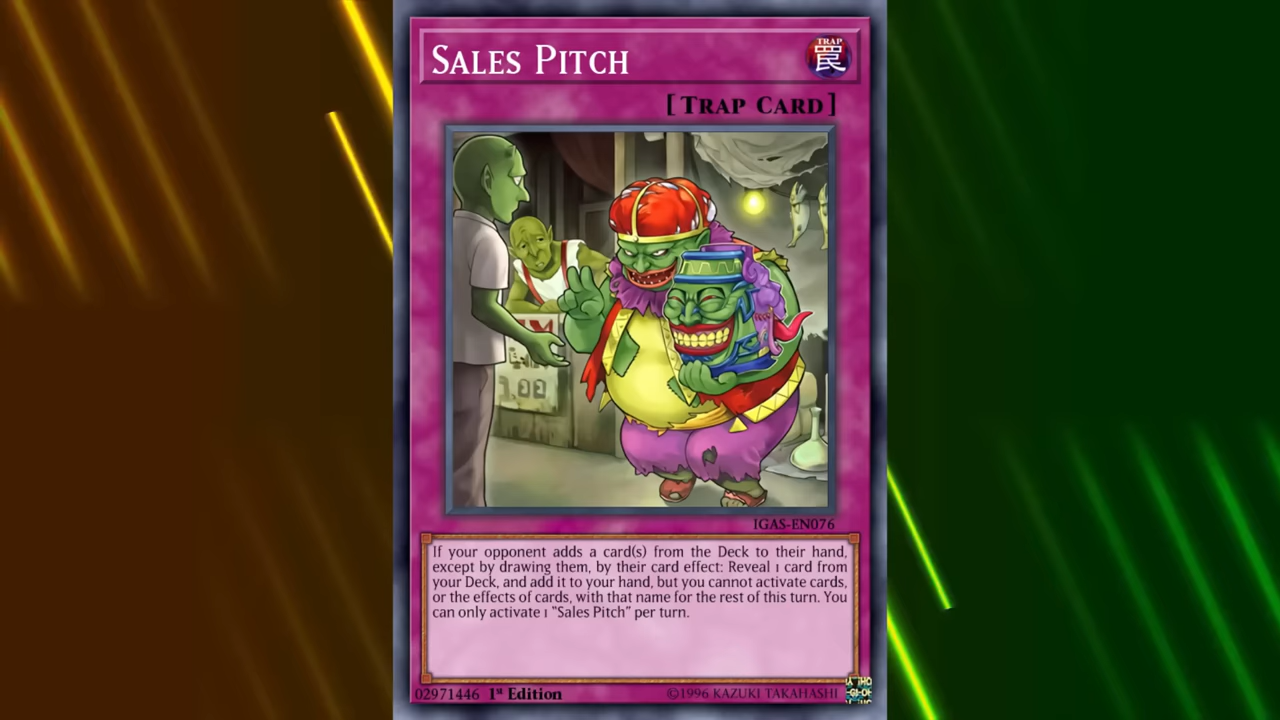 SALES PITCH
TRAP
罠
[TRAP CARD]
IGAS-EN076
If your opponent adds a card(s) from the Deck to their hand,
except by drawing them, by their card effect: Reveal 1 card from
your Deck, and add it to your hand, but you cannot activate cards,
or the effects of cards, with that name for the rest of this turn. You
can only activate 1 "Sales Pitch" per turn.
02971446 1st Edition ©1996 KAZUKI TAKAHASHI